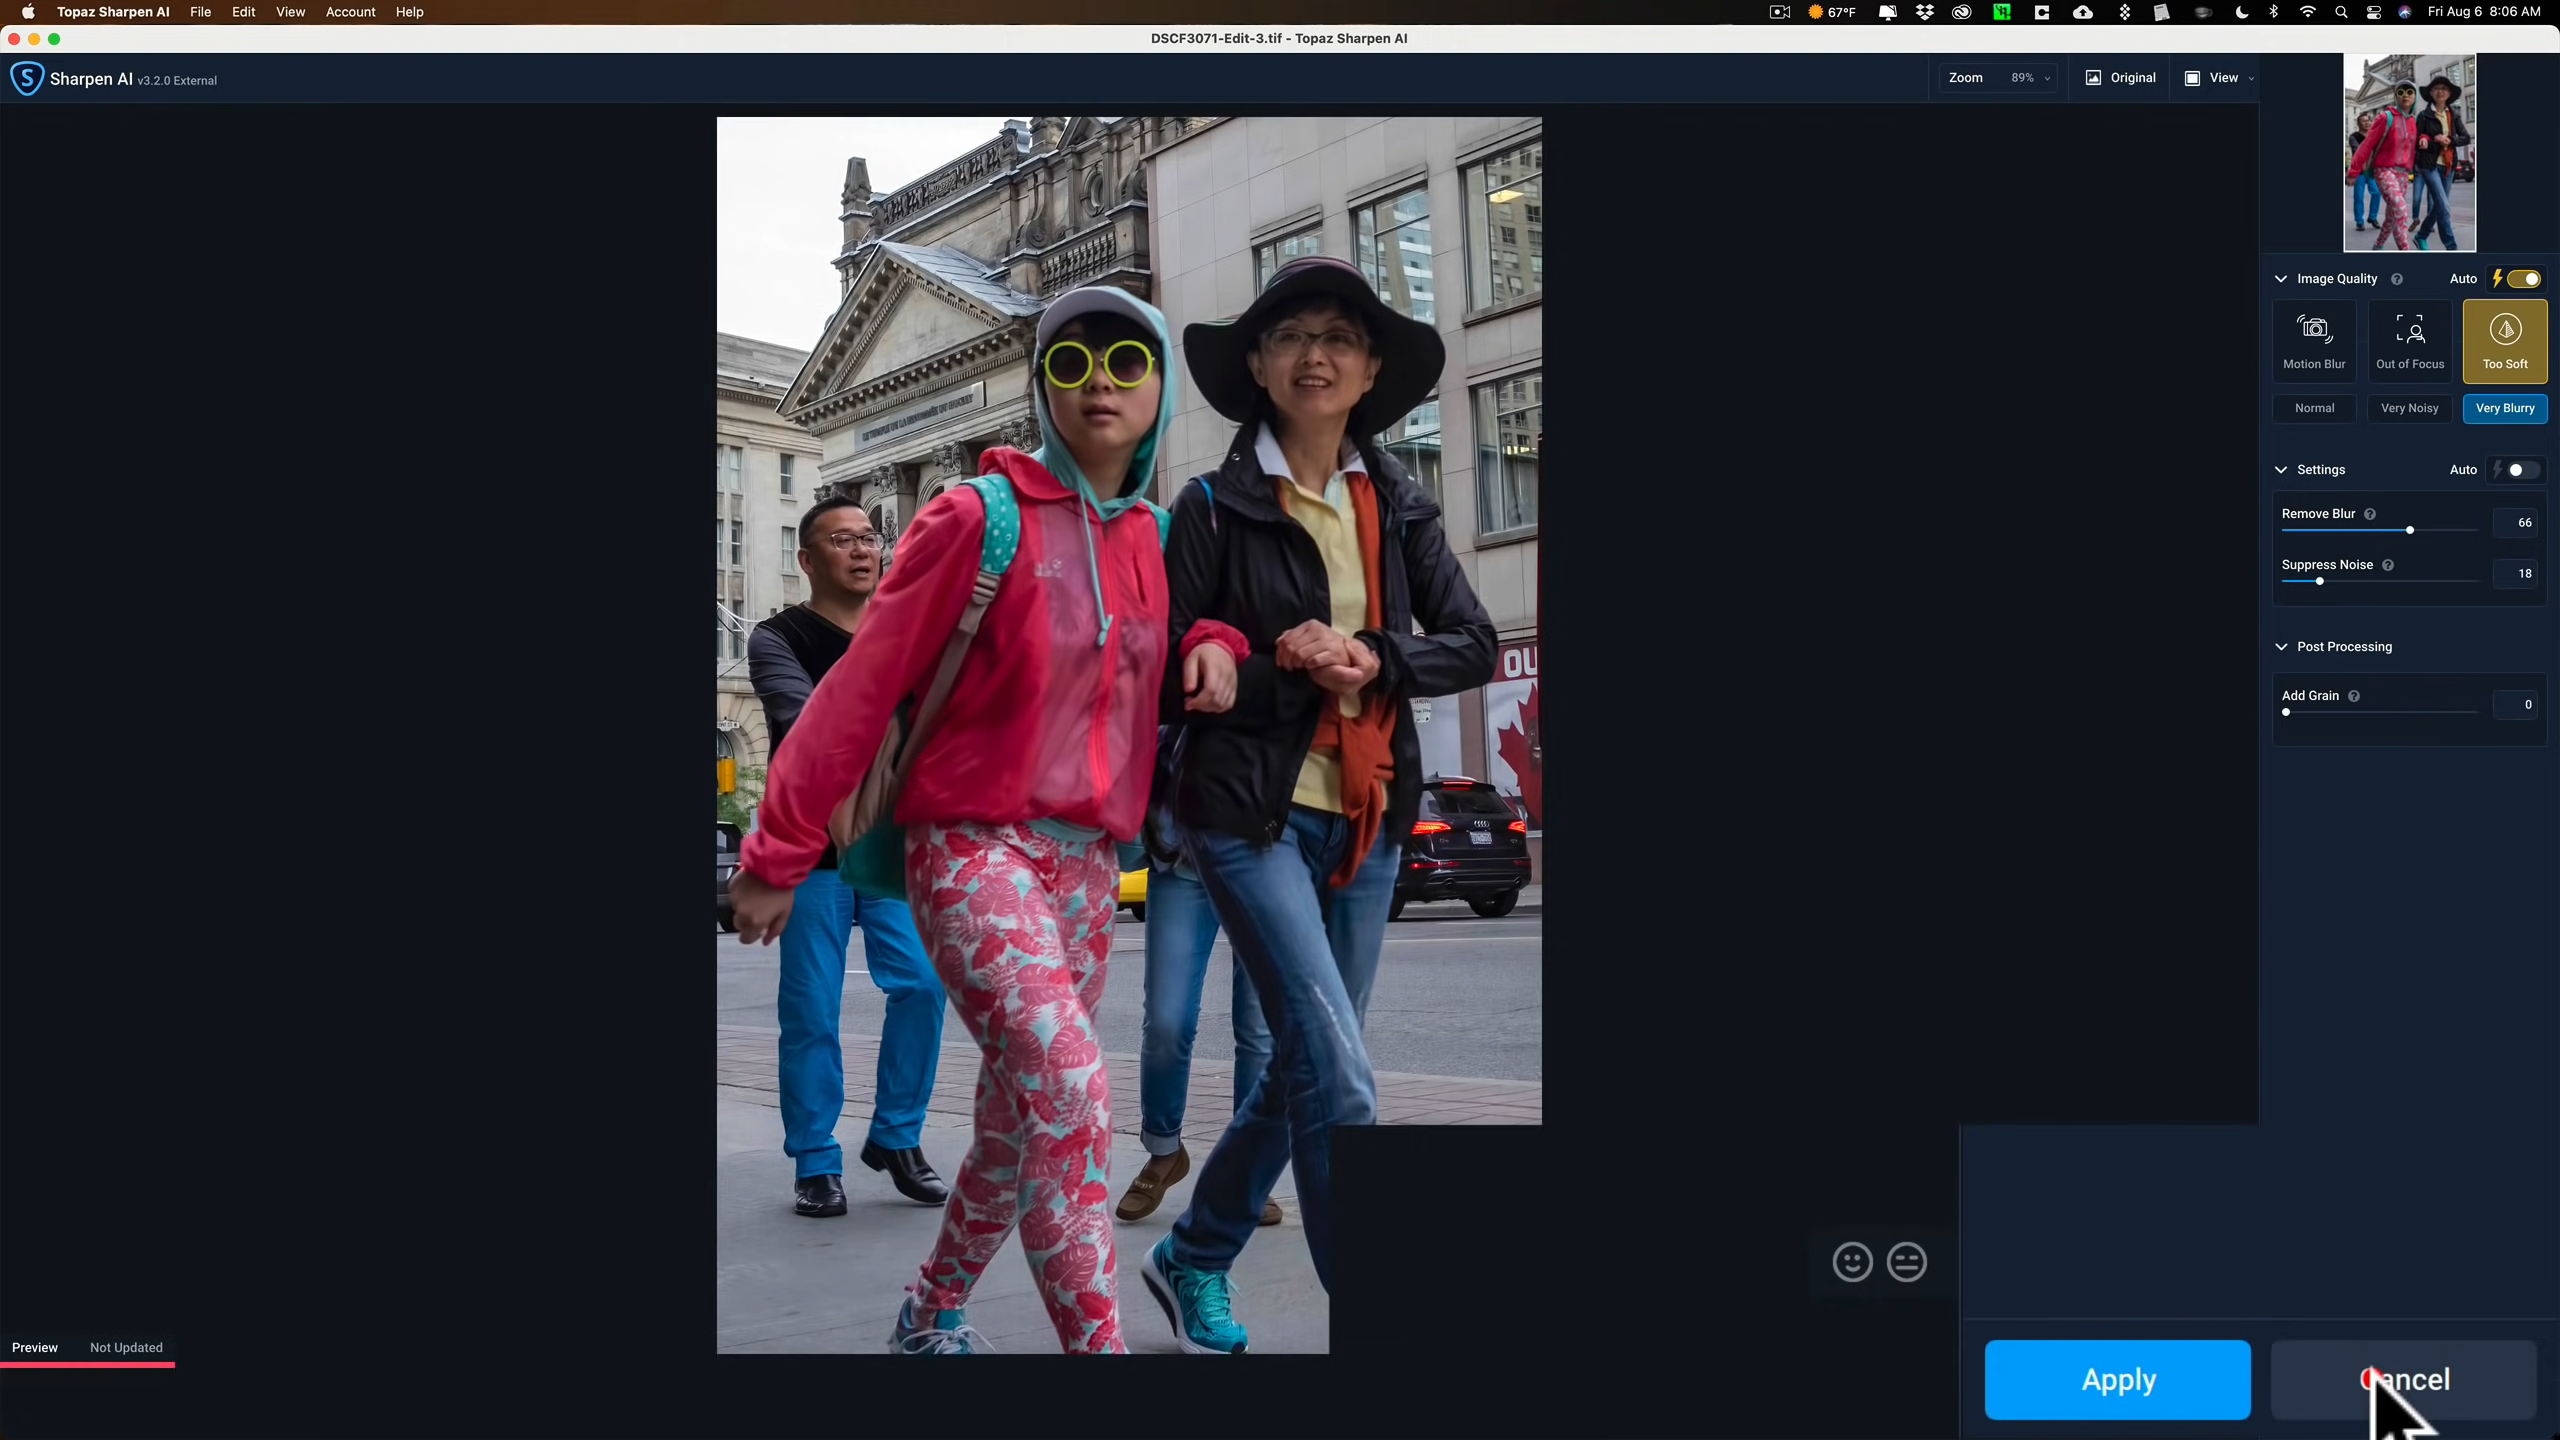 Topaz Sharpen AI File Edit View Account Help 67°F Fri Aug 6 8:06 AM
DSCF3071-Edit-3.tif - Topaz Sharpen AI
Sharpen AI v3.2.0 External Zoom 89% Original View
Image Quality Auto
Motion Blur Out of Focus Too Soft
Normal Very Noisy Very Blurry
Settings Auto
Remove Blur 66
Suppress Noise 18
Post Processing
Add Grain 0
OU
Preview Not Updated
Apply Cancel